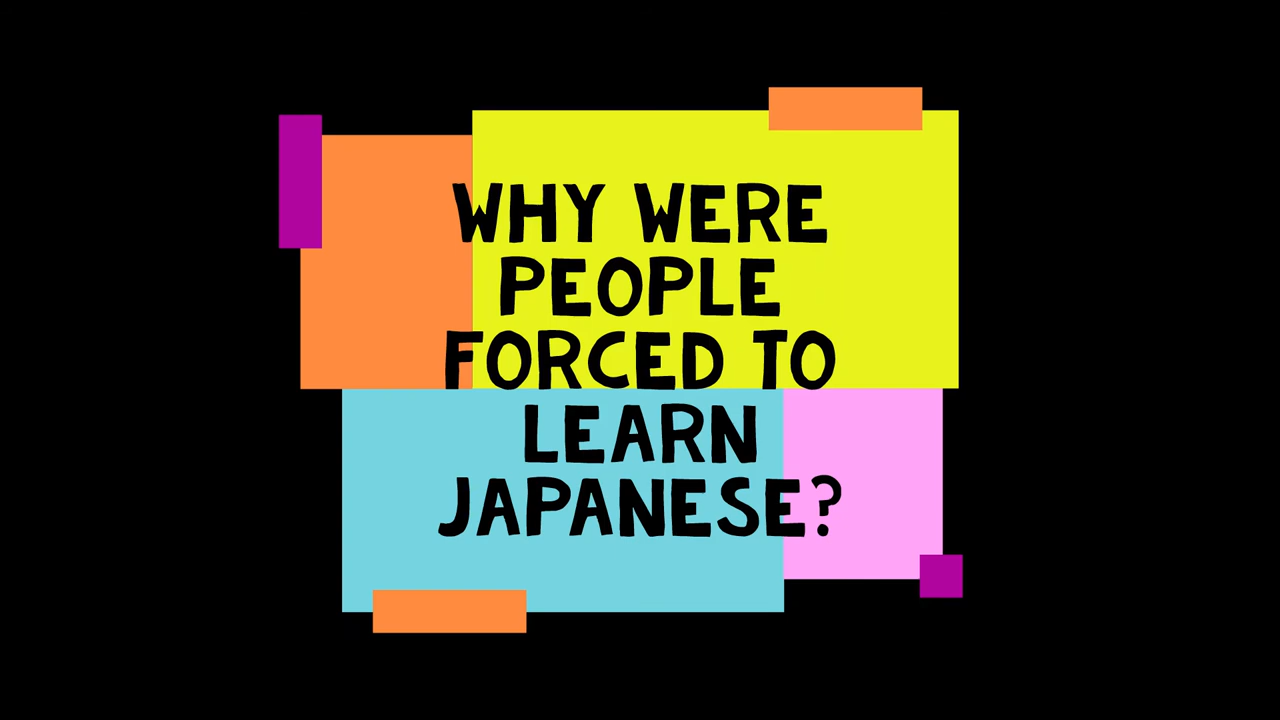 WHY WERE
PEOPLE
FORCED TO
LEARN
JAPANESE?